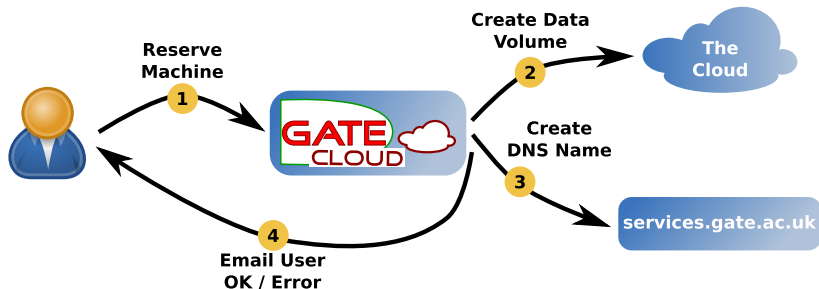 Reserve
Machine
1
GATE
CLOUD
Create Data
Volume
2
The
Cloud
Create
DNS Name
3
services.gate.ac.uk
4
Email User
OK / Error